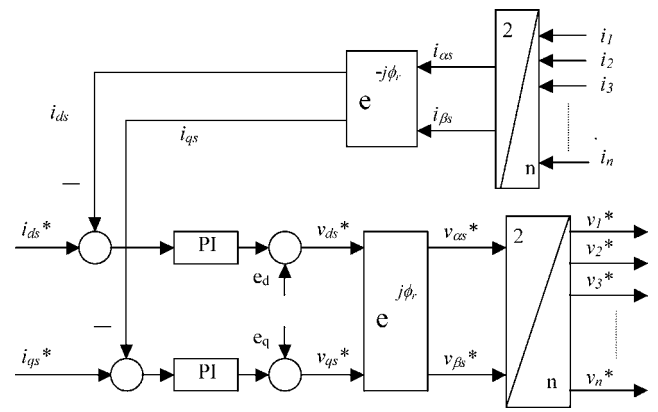 2
i1
iαs
i2
-jϕr
e
i3
ids
iqs
iβs
.
n
in
–
ids*
PI
vds*
vαs*
2
v1*
v2*
ed
jϕr
e
v3*
–
eq
iqs*
PI
vqs*
vβs*
n
vn*